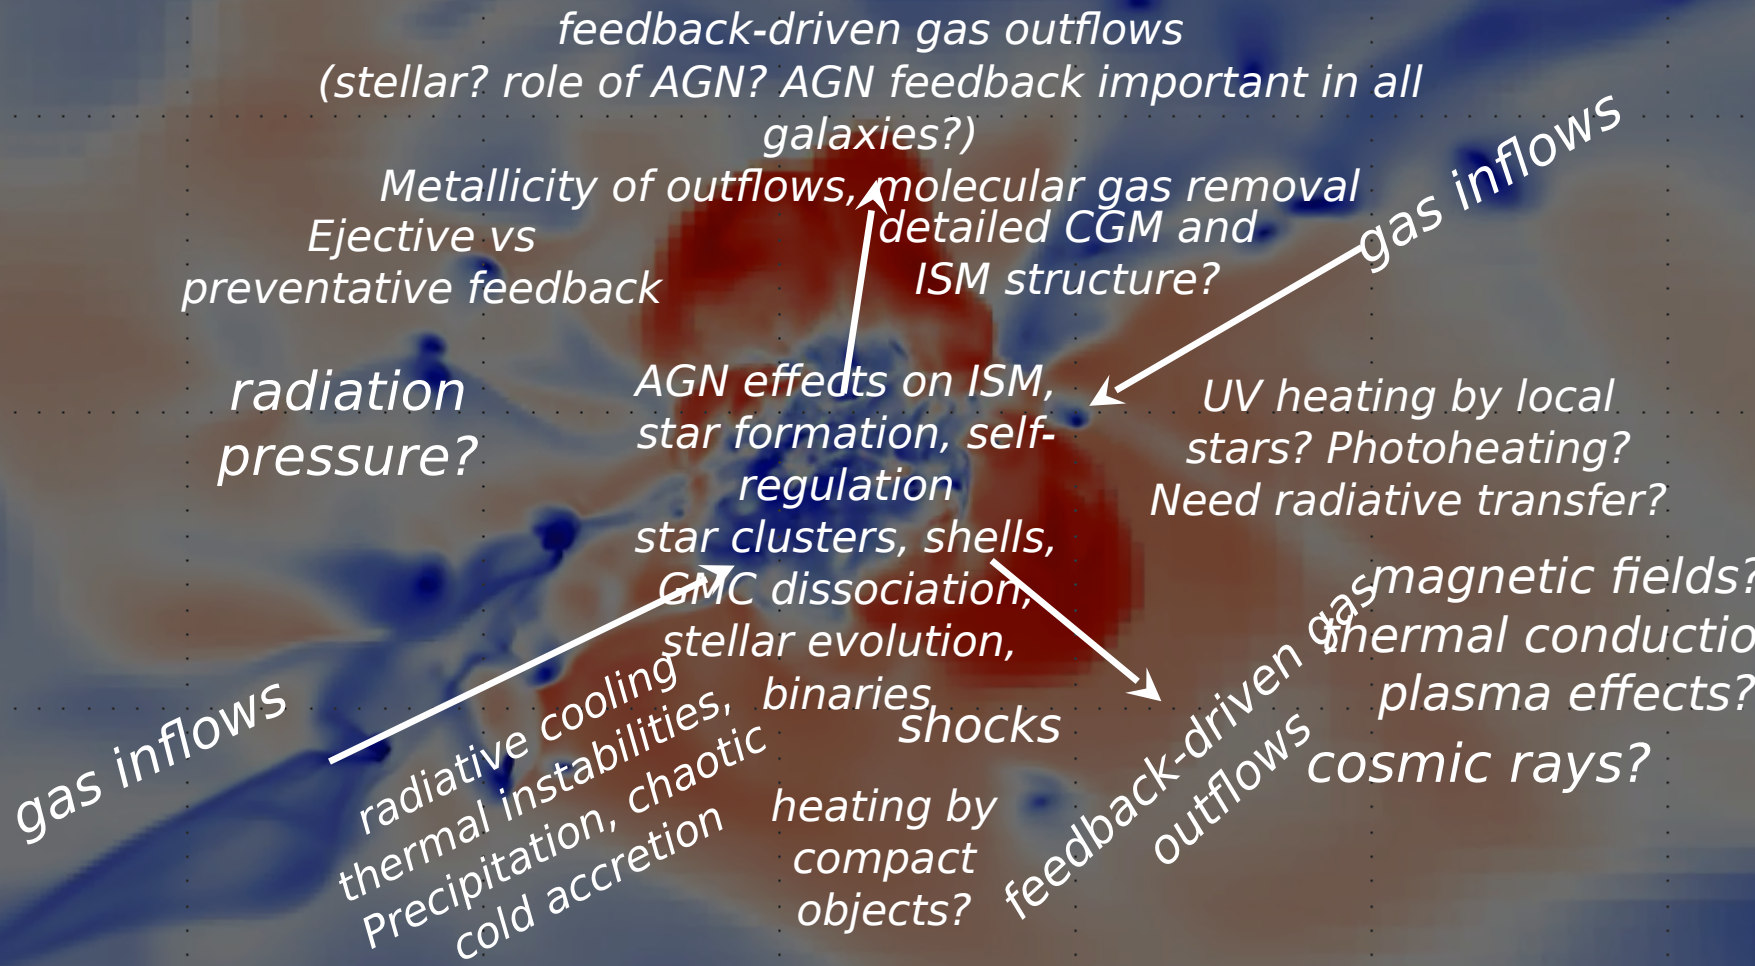 feedback-driven gas outflows
(stellar? role of AGN? AGN feedback important in all
galaxies?)
Metallicity of outflows, molecular gas removal
Ejective vs
preventative feedback
detailed CGM and
ISM structure?
gas inflows
radiation
pressure?
AGN effects on ISM,
star formation, self-
regulation
star clusters, shells,
GMC dissociation,
stellar evolution,
binaries
UV heating by local
stars? Photoheating?
Need radiative transfer?
magnetic fields?
thermal conductio
plasma effects?
cosmic rays?
gas inflows
radiative cooling
thermal instabilities,
Precipitation, chaotic
cold accretion
shocks
heating by
compact
objects?
feedback-driven gas
outflows